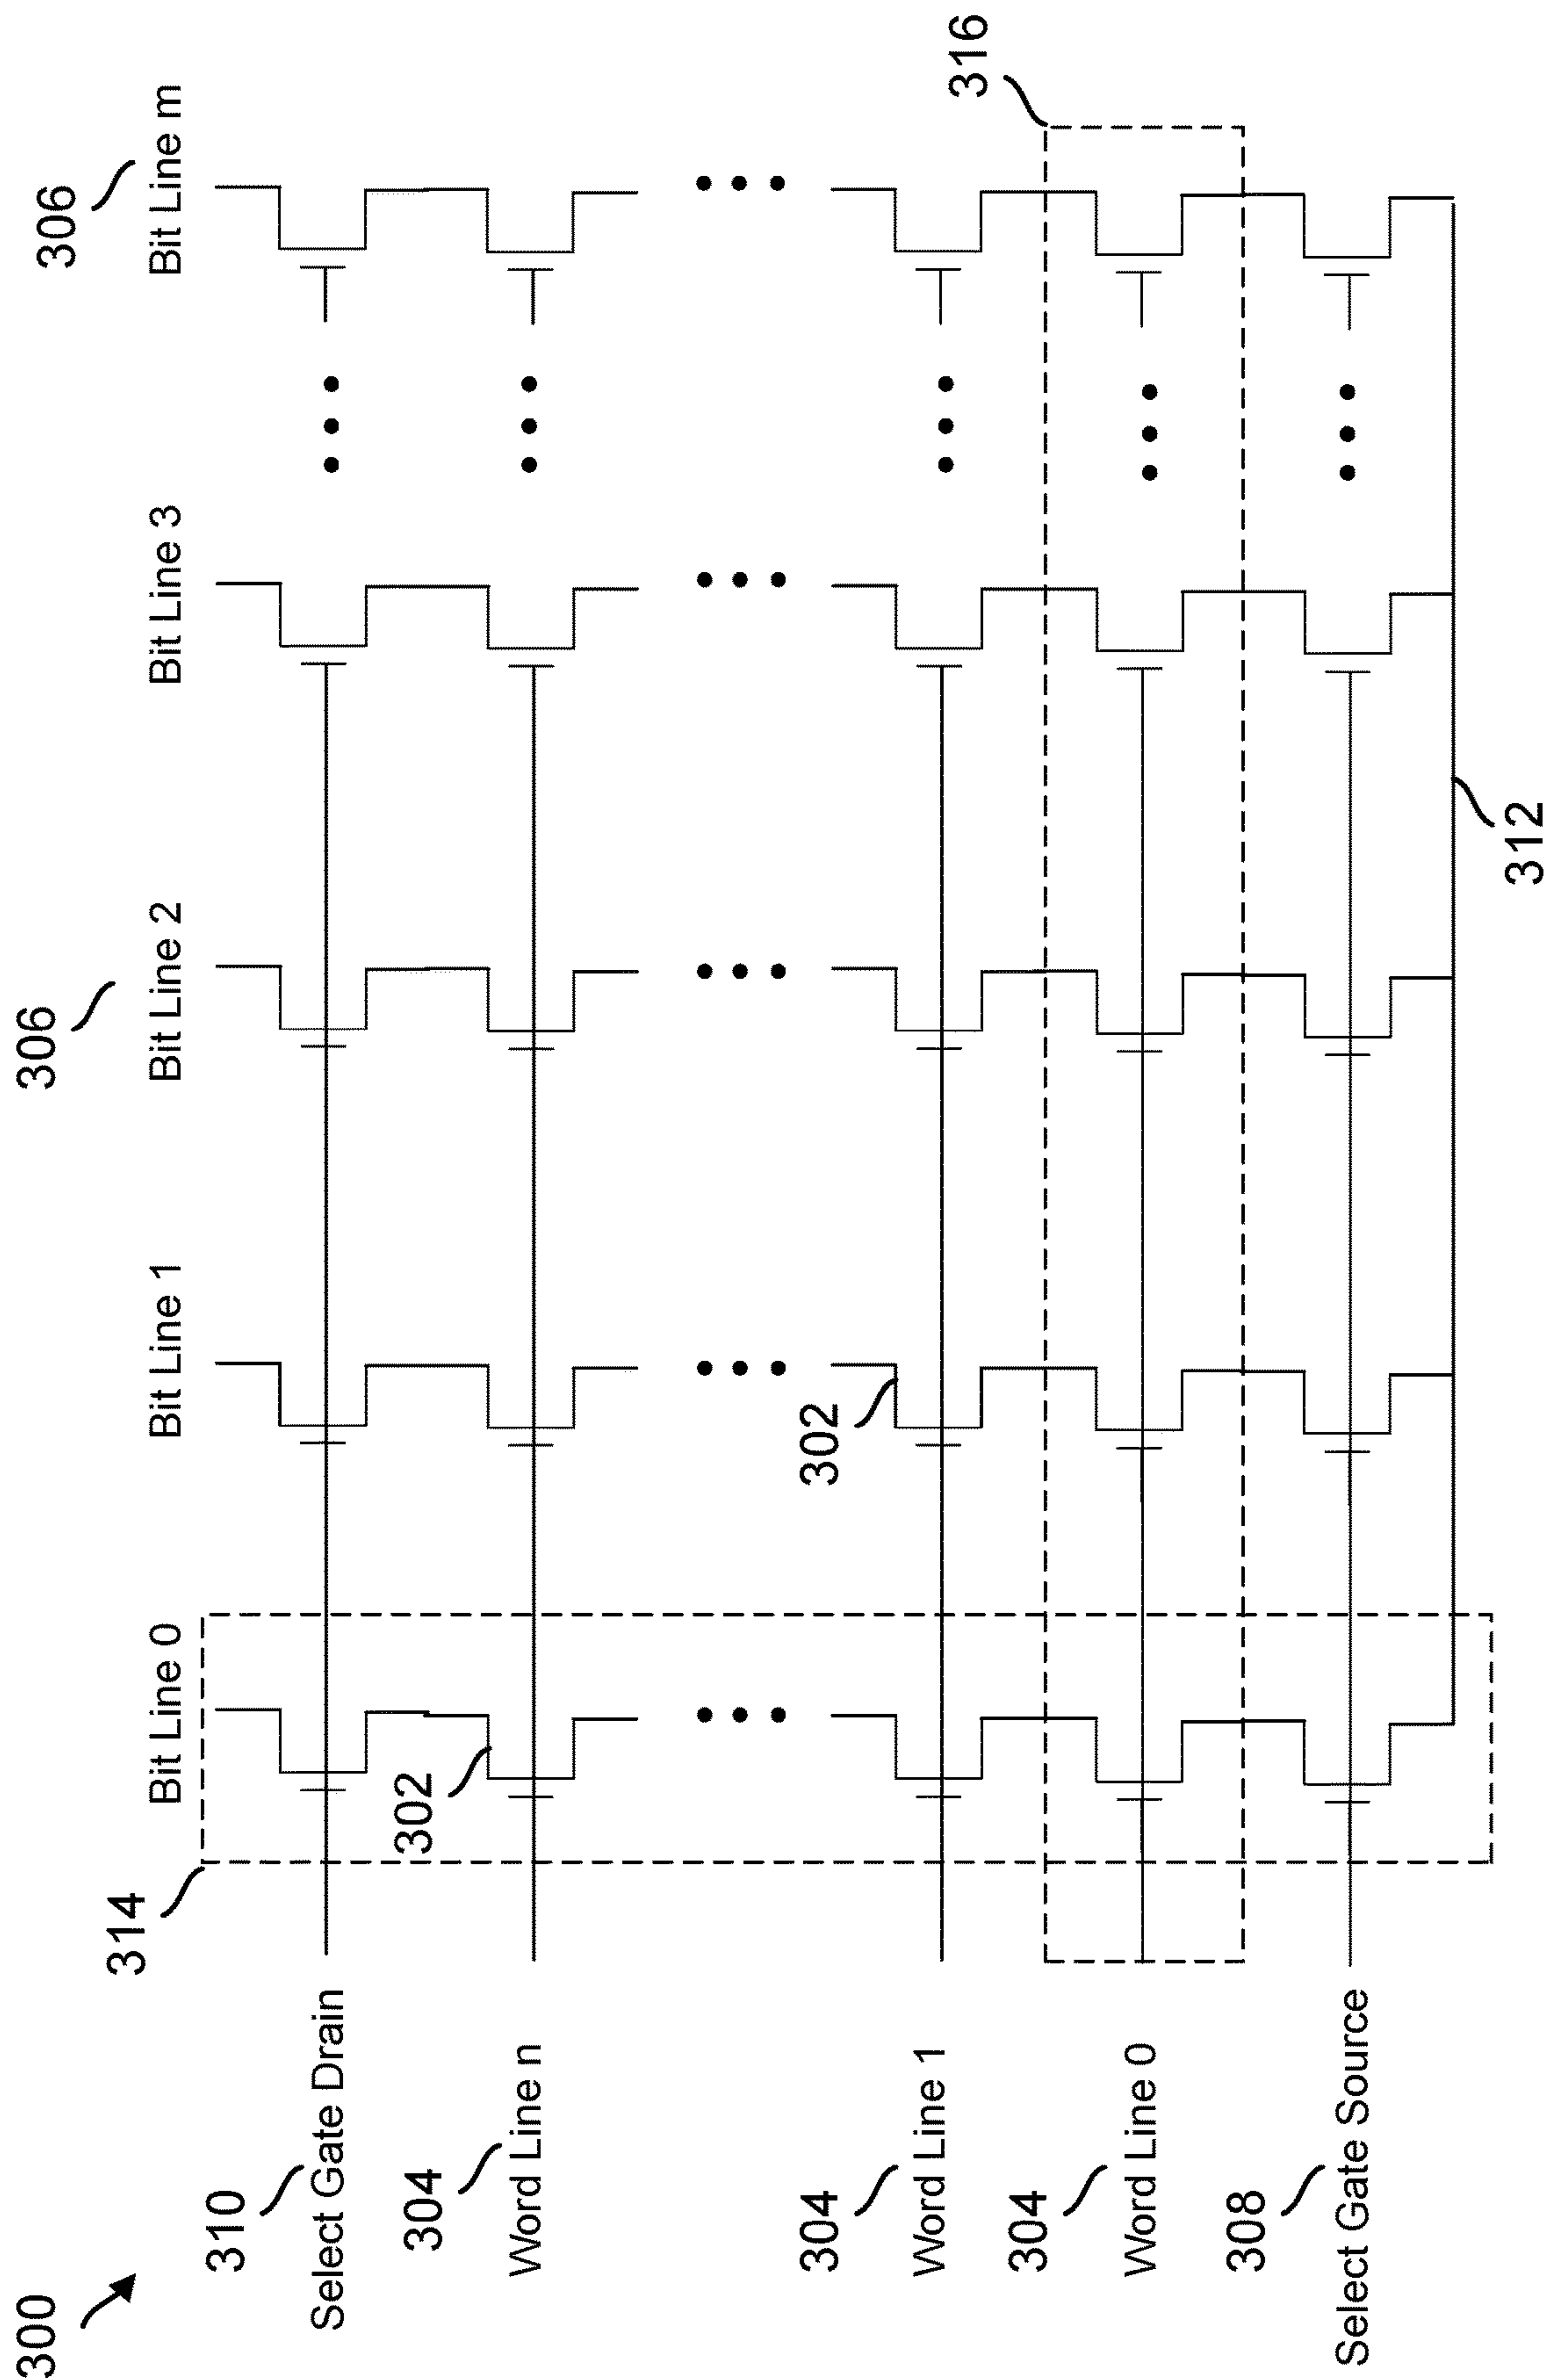 300
306
306
Bit Line 0
Bit Line 1
Bit Line 2
Bit Line 3
Bit Line m
314
310
Select Gate Drain
302
304
Word Line n
302
304
Word Line 1
316
304
Word Line 0
308
Select Gate Source
312